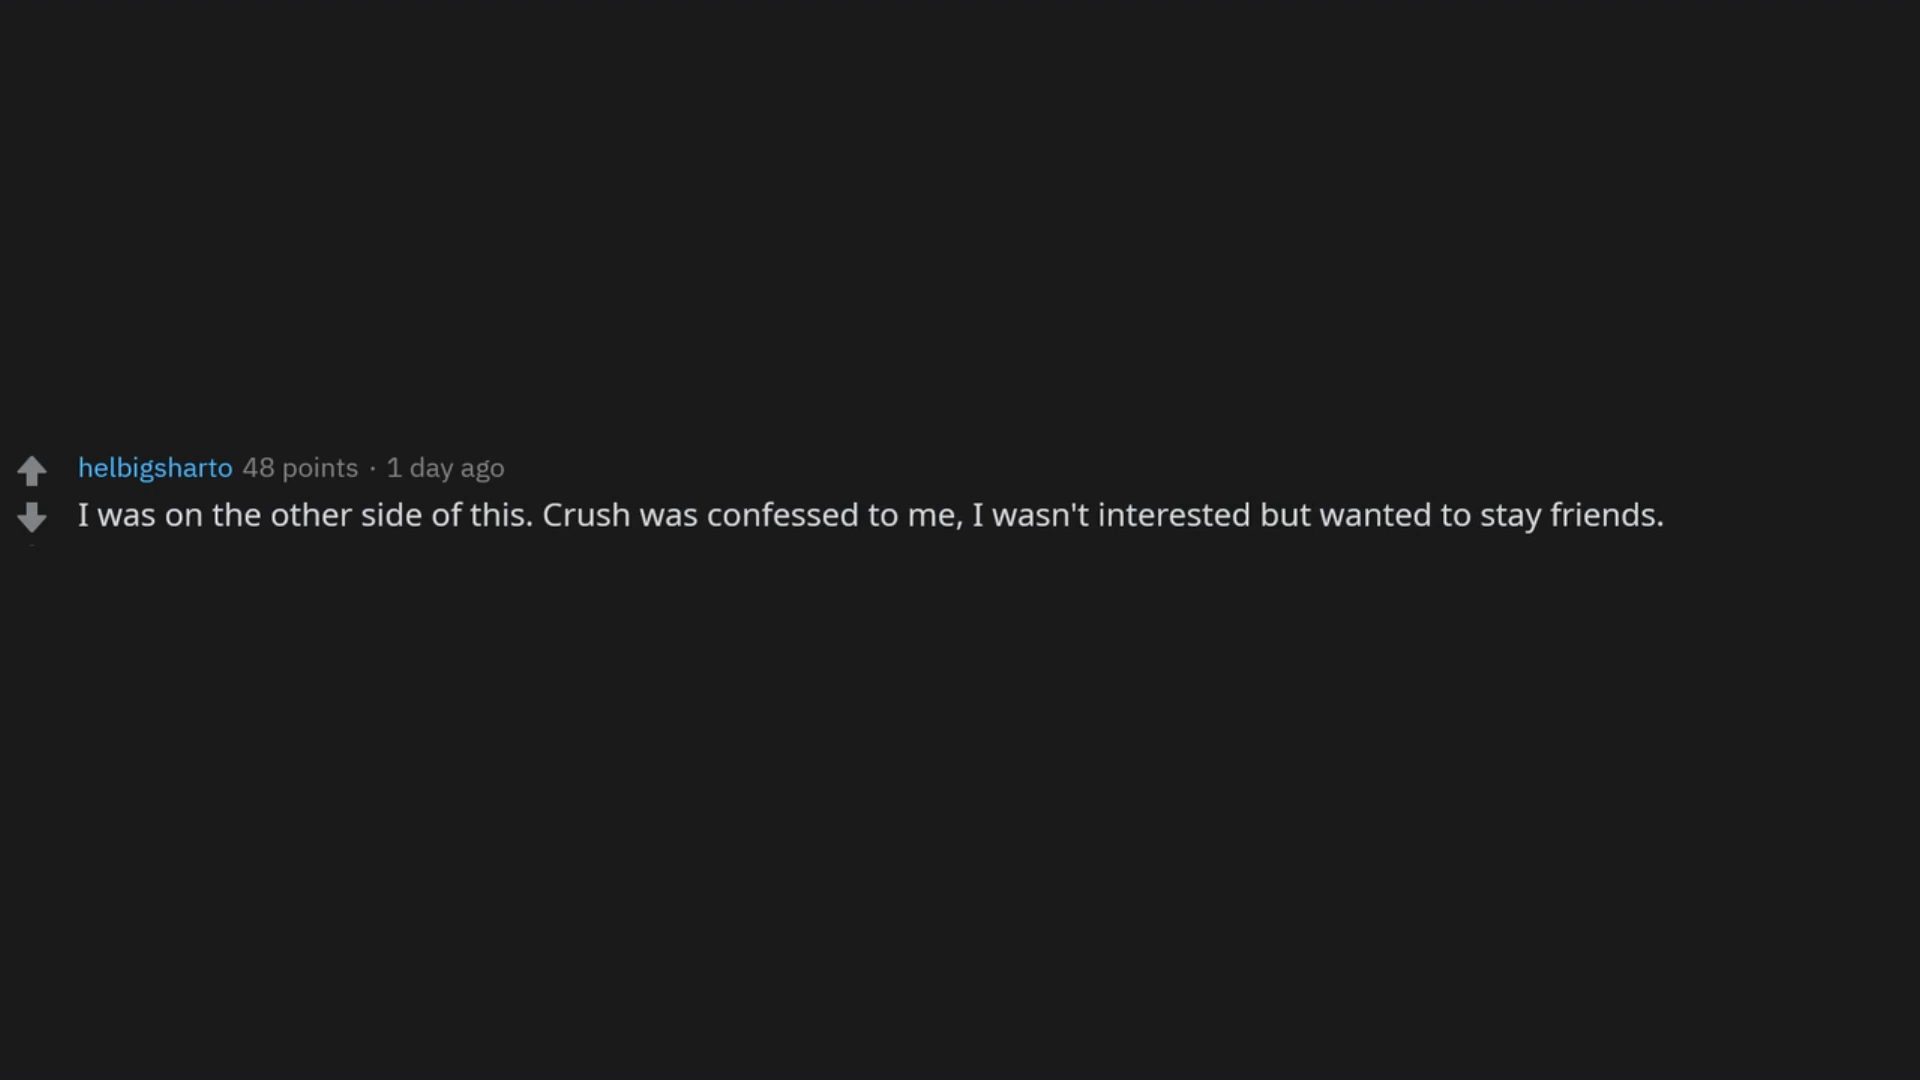 helbigsharto 48 points · 1 day ago
I was on the other side of this. Crush was confessed to me, I wasn't interested but wanted to stay friends.